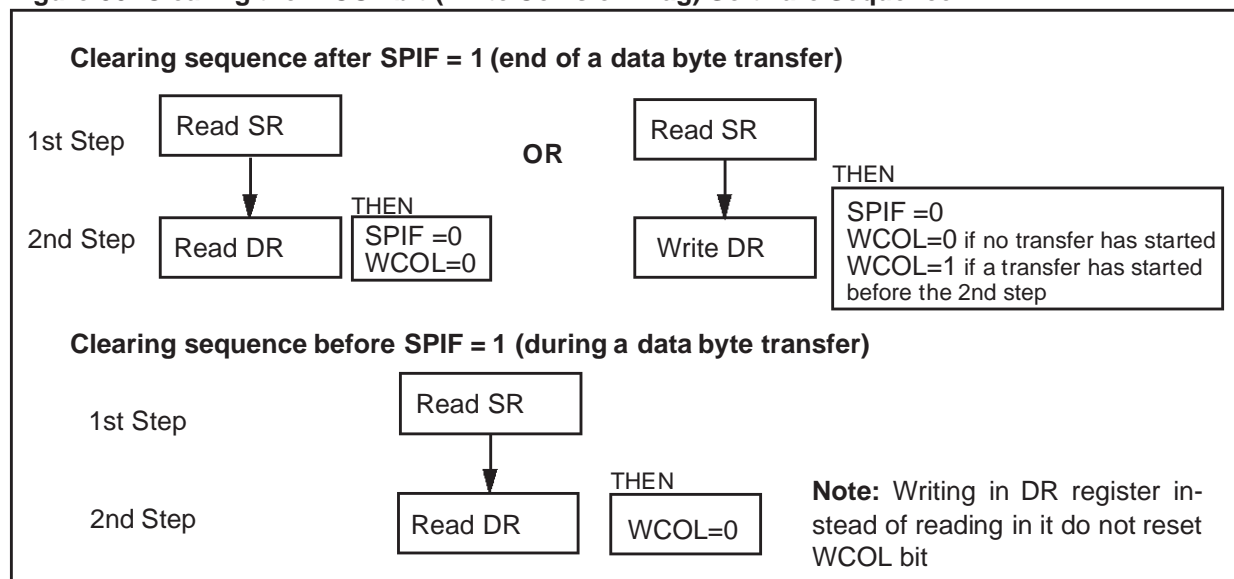 Clearing sequence after SPIF = 1 (end of a data byte transfer)
1st Step
Read SR
OR
Read SR
2nd Step
Read DR
THEN
SPIF =0
WCOL=0
Write DR
THEN
SPIF =0
WCOL=0 if no transfer has started
WCOL=1 if a transfer has started
before the 2nd step
Clearing sequence before SPIF = 1 (during a data byte transfer)
1st Step
Read SR
2nd Step
Read DR
THEN
WCOL=0
Note: Writing in DR register in-
stead of reading in it do not reset
WCOL bit